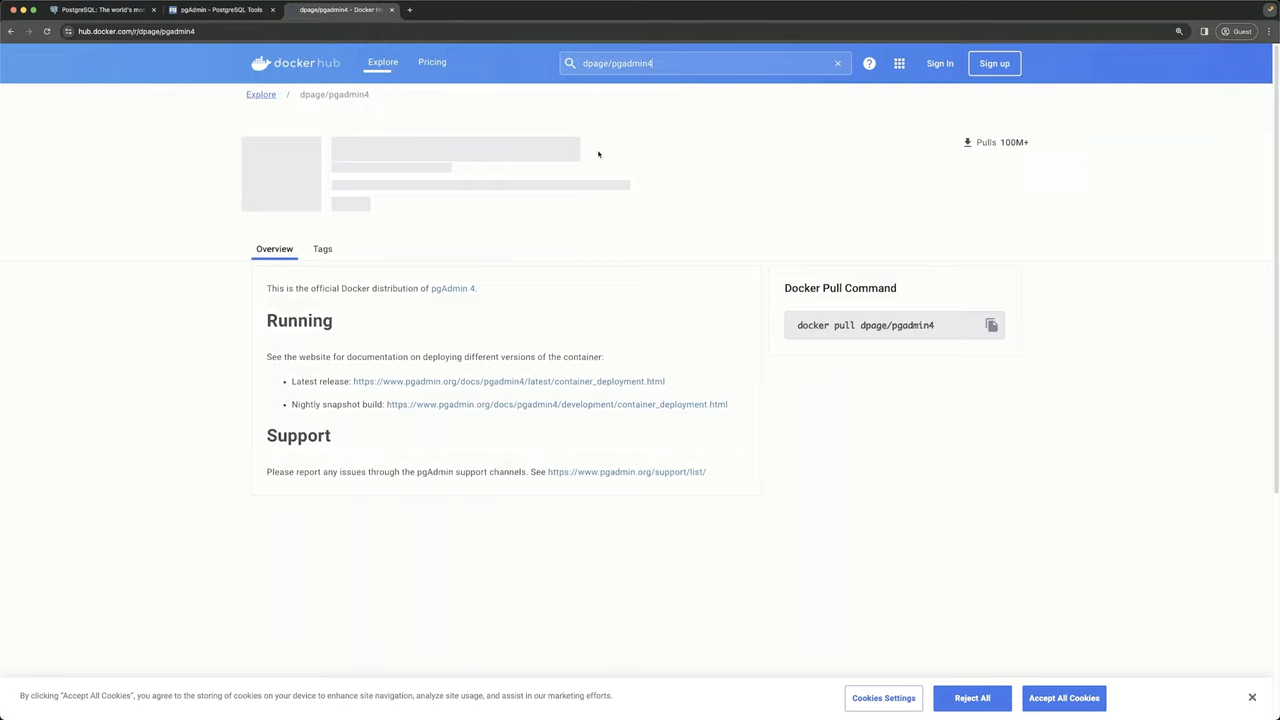 PostgreSQL: The world's mo
pgAdmin - PostgreSQL Tools
dpage/pgadmin4 - Docker Im
hub.docker.com/r/dpage/pgadmin4
Guest
dockerhub
Explore
Pricing
dpage/pgadmin4
Sign In
Sign up
Explore / dpage/pgadmin4
Pulls 100M+
Overview
Tags
This is the official Docker distribution of pgAdmin 4.
Running
See the website for documentation on deploying different versions of the container:
• Latest release: https://www.pgadmin.org/docs/pgadmin4/latest/container_deployment.html
• Nightly snapshot build: https://www.pgadmin.org/docs/pgadmin4/development/container_deployment.html
Support
Please report any issues through the pgAdmin support channels. See https://www.pgadmin.org/support/list/
Docker Pull Command
docker pull dpage/pgadmin4
By clicking “Accept All Cookies”, you agree to the storing of cookies on your device to enhance site navigation, analyze site usage, and assist in our marketing efforts.
Cookies Settings
Reject All
Accept All Cookies